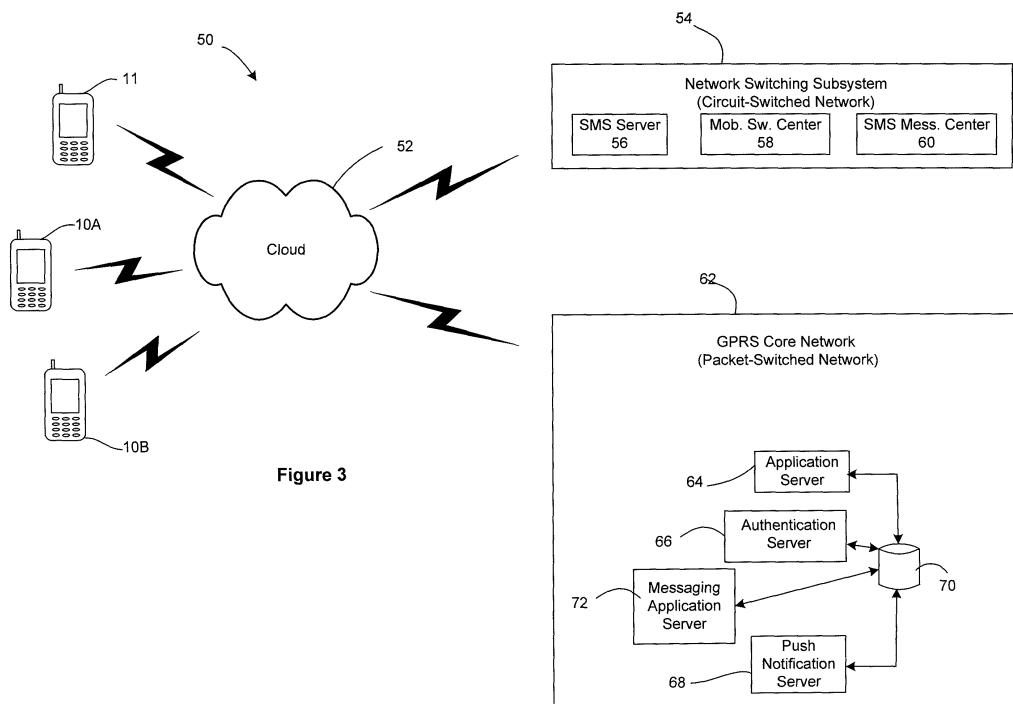 50
11
10A
10B
52
Cloud
Figure 3
54
Network Switching Subsystem
(Circuit-Switched Network)
SMS Server
56
Mob. Sw. Center
58
SMS Mess. Center
60
62
GPRS Core Network
(Packet-Switched Network)
64
Application
Server
66
Authentication
Server
70
72
Messaging
Application
Server
68
Push
Notification
Server